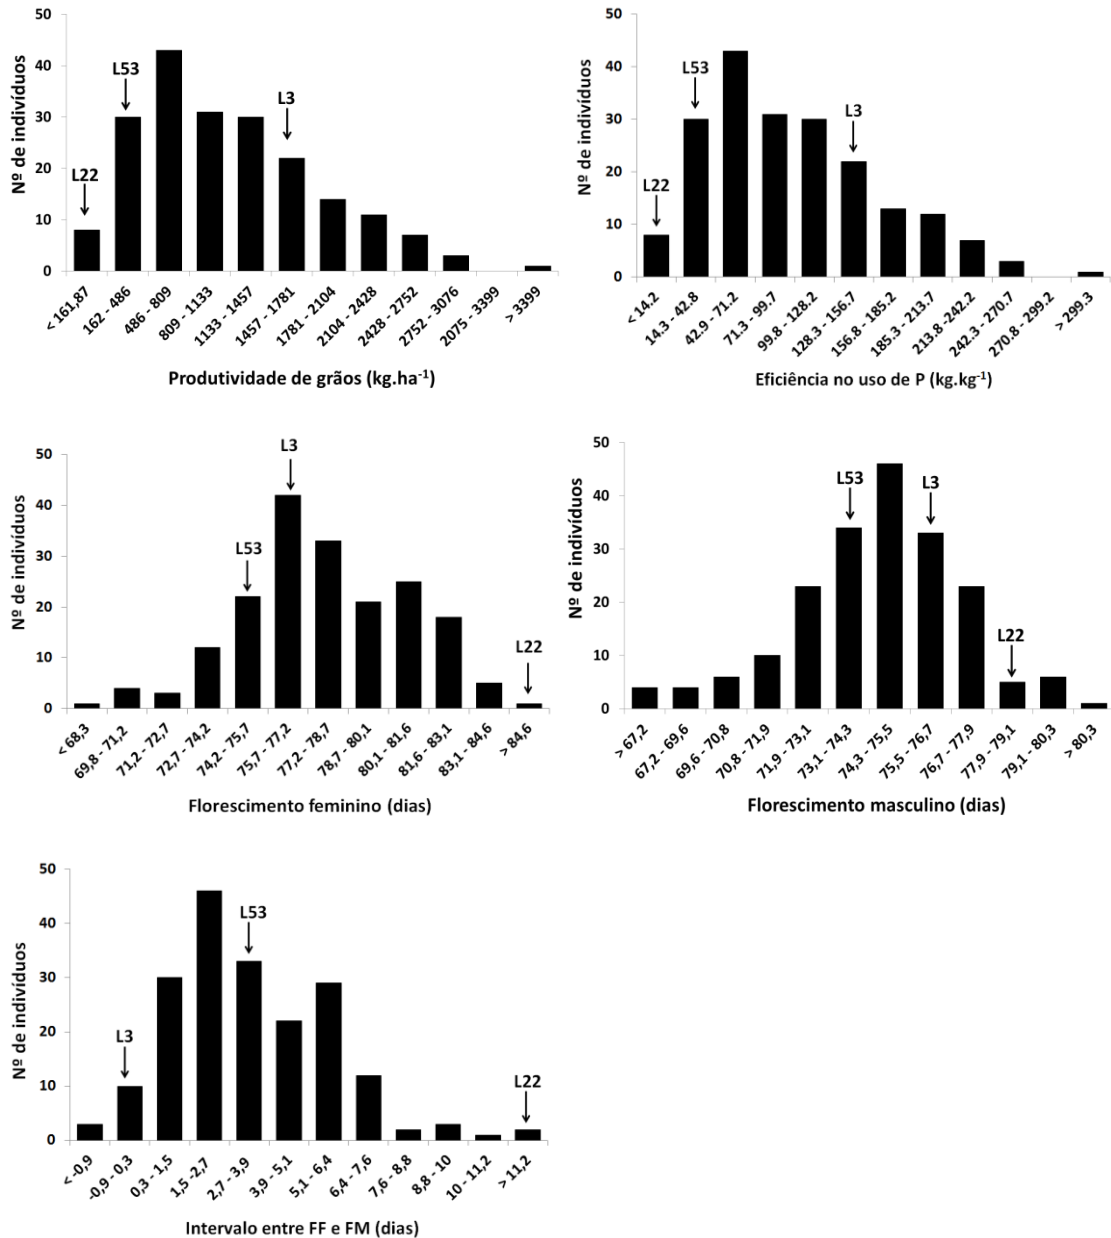 50
40
30
20
10
0
Nº de indivíduos
L22
L53
L3
< 161,87
162 - 486
486 - 809
809 - 1133
1133 - 1457
1457 - 1781
1781 - 2104
2104 - 2428
2428 - 2752
2752 - 3076
2075 - 3399
> 3399
Produtividade de grãos (kg.ha-1)
50
40
30
20
10
0
Nº de indivíduos
L22
L53
L3
< 14.2
14.3 - 42.8
42.9 - 71.2
71.3 - 99.7
99.8 - 128.2
128.3 - 156.7
156.8 - 185.2
185.3 - 213.7
213.8 -242.2
242.3 - 270.7
270.8 - 299.2
> 299.3
Eficiência no uso de P (kg.kg-1)
50
40
30
20
10
0
Nº de indivíduos
L53
L3
L22
< 68,3
69,8 - 71,2
71,2 - 72,7
72,7 - 74,2
74,2 - 75,7
75,7 - 77,2
77,2 - 78,7
78,7 - 80,1
80,1 - 81,6
81,6 - 83,1
83,1 - 84,6
> 84,6
Florescimento feminino (dias)
50
40
30
20
10
0
Nº de indivíduos
L53
L3
L22
> 67,2
67,2 - 69,6
69,6 - 70,8
70,8 - 71,9
71,9 - 73,1
73,1 - 74,3
74,3 - 75,5
75,5 - 76,7
76,7 - 77,9
77,9 - 79,1
79,1 - 80,3
> 80,3
Florescimento masculino (dias)
50
40
30
20
10
0
Nº de indivíduos
L3
L53
L22
< -0,9
-0,9 - 0,3
0,3 - 1,5
1,5 -2,7
2,7 - 3,9
3,9 - 5,1
5,1 - 6,4
6,4 - 7,6
7,6 - 8,8
8,8 - 10
10 - 11,2
> 11,2
Intervalo entre FF e FM (dias)